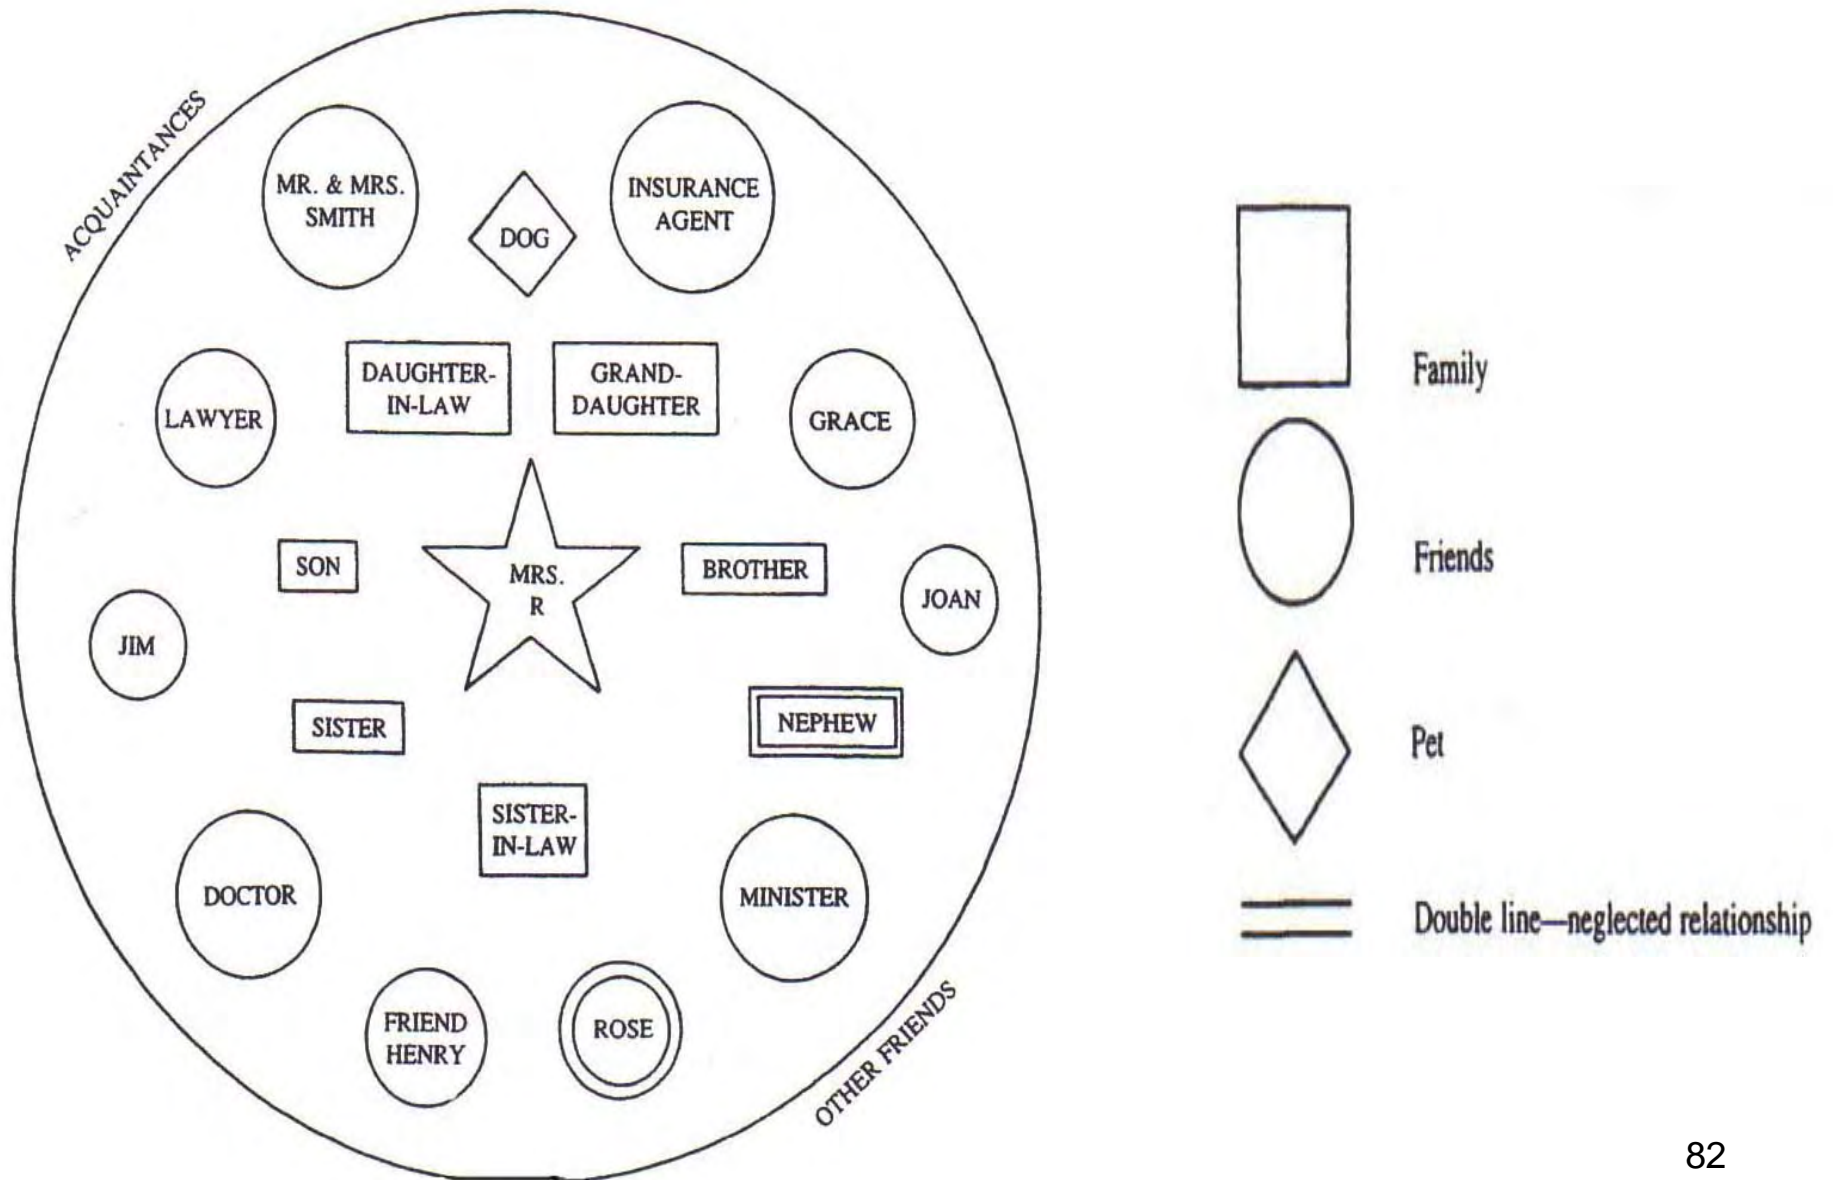 ACQUAINTANCES
MR. & MRS.
SMITH
DOG
INSURANCE
AGENT
LAWYER
DAUGHTER-
IN-LAW
GRAND-
DAUGHTER
GRACE
SON
MRS.
R
BROTHER
JOAN
JIM
SISTER
NEPHEW
SISTER-
IN-LAW
DOCTOR
MINISTER
FRIEND
HENRY
ROSE
OTHER FRIENDS
Family
Friends
Pet
Double line—neglected relationship
82